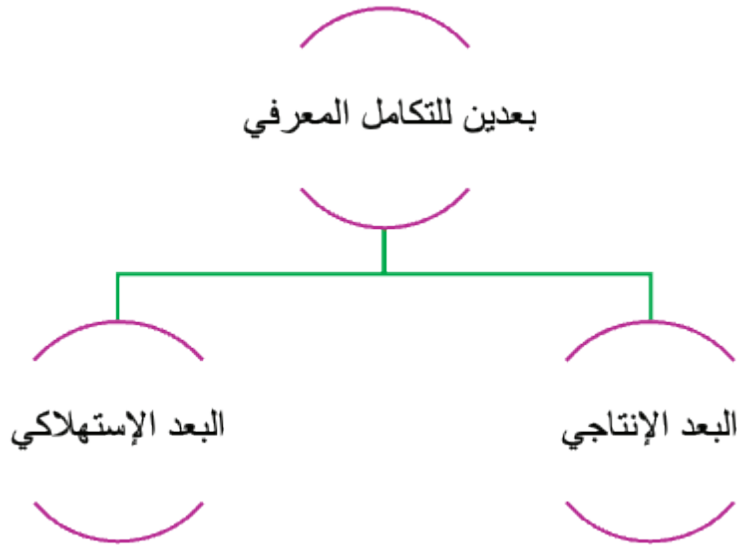 بعدين للتكامل المعرفي
البعد الإنتاجي
البعد الإستهلاكي